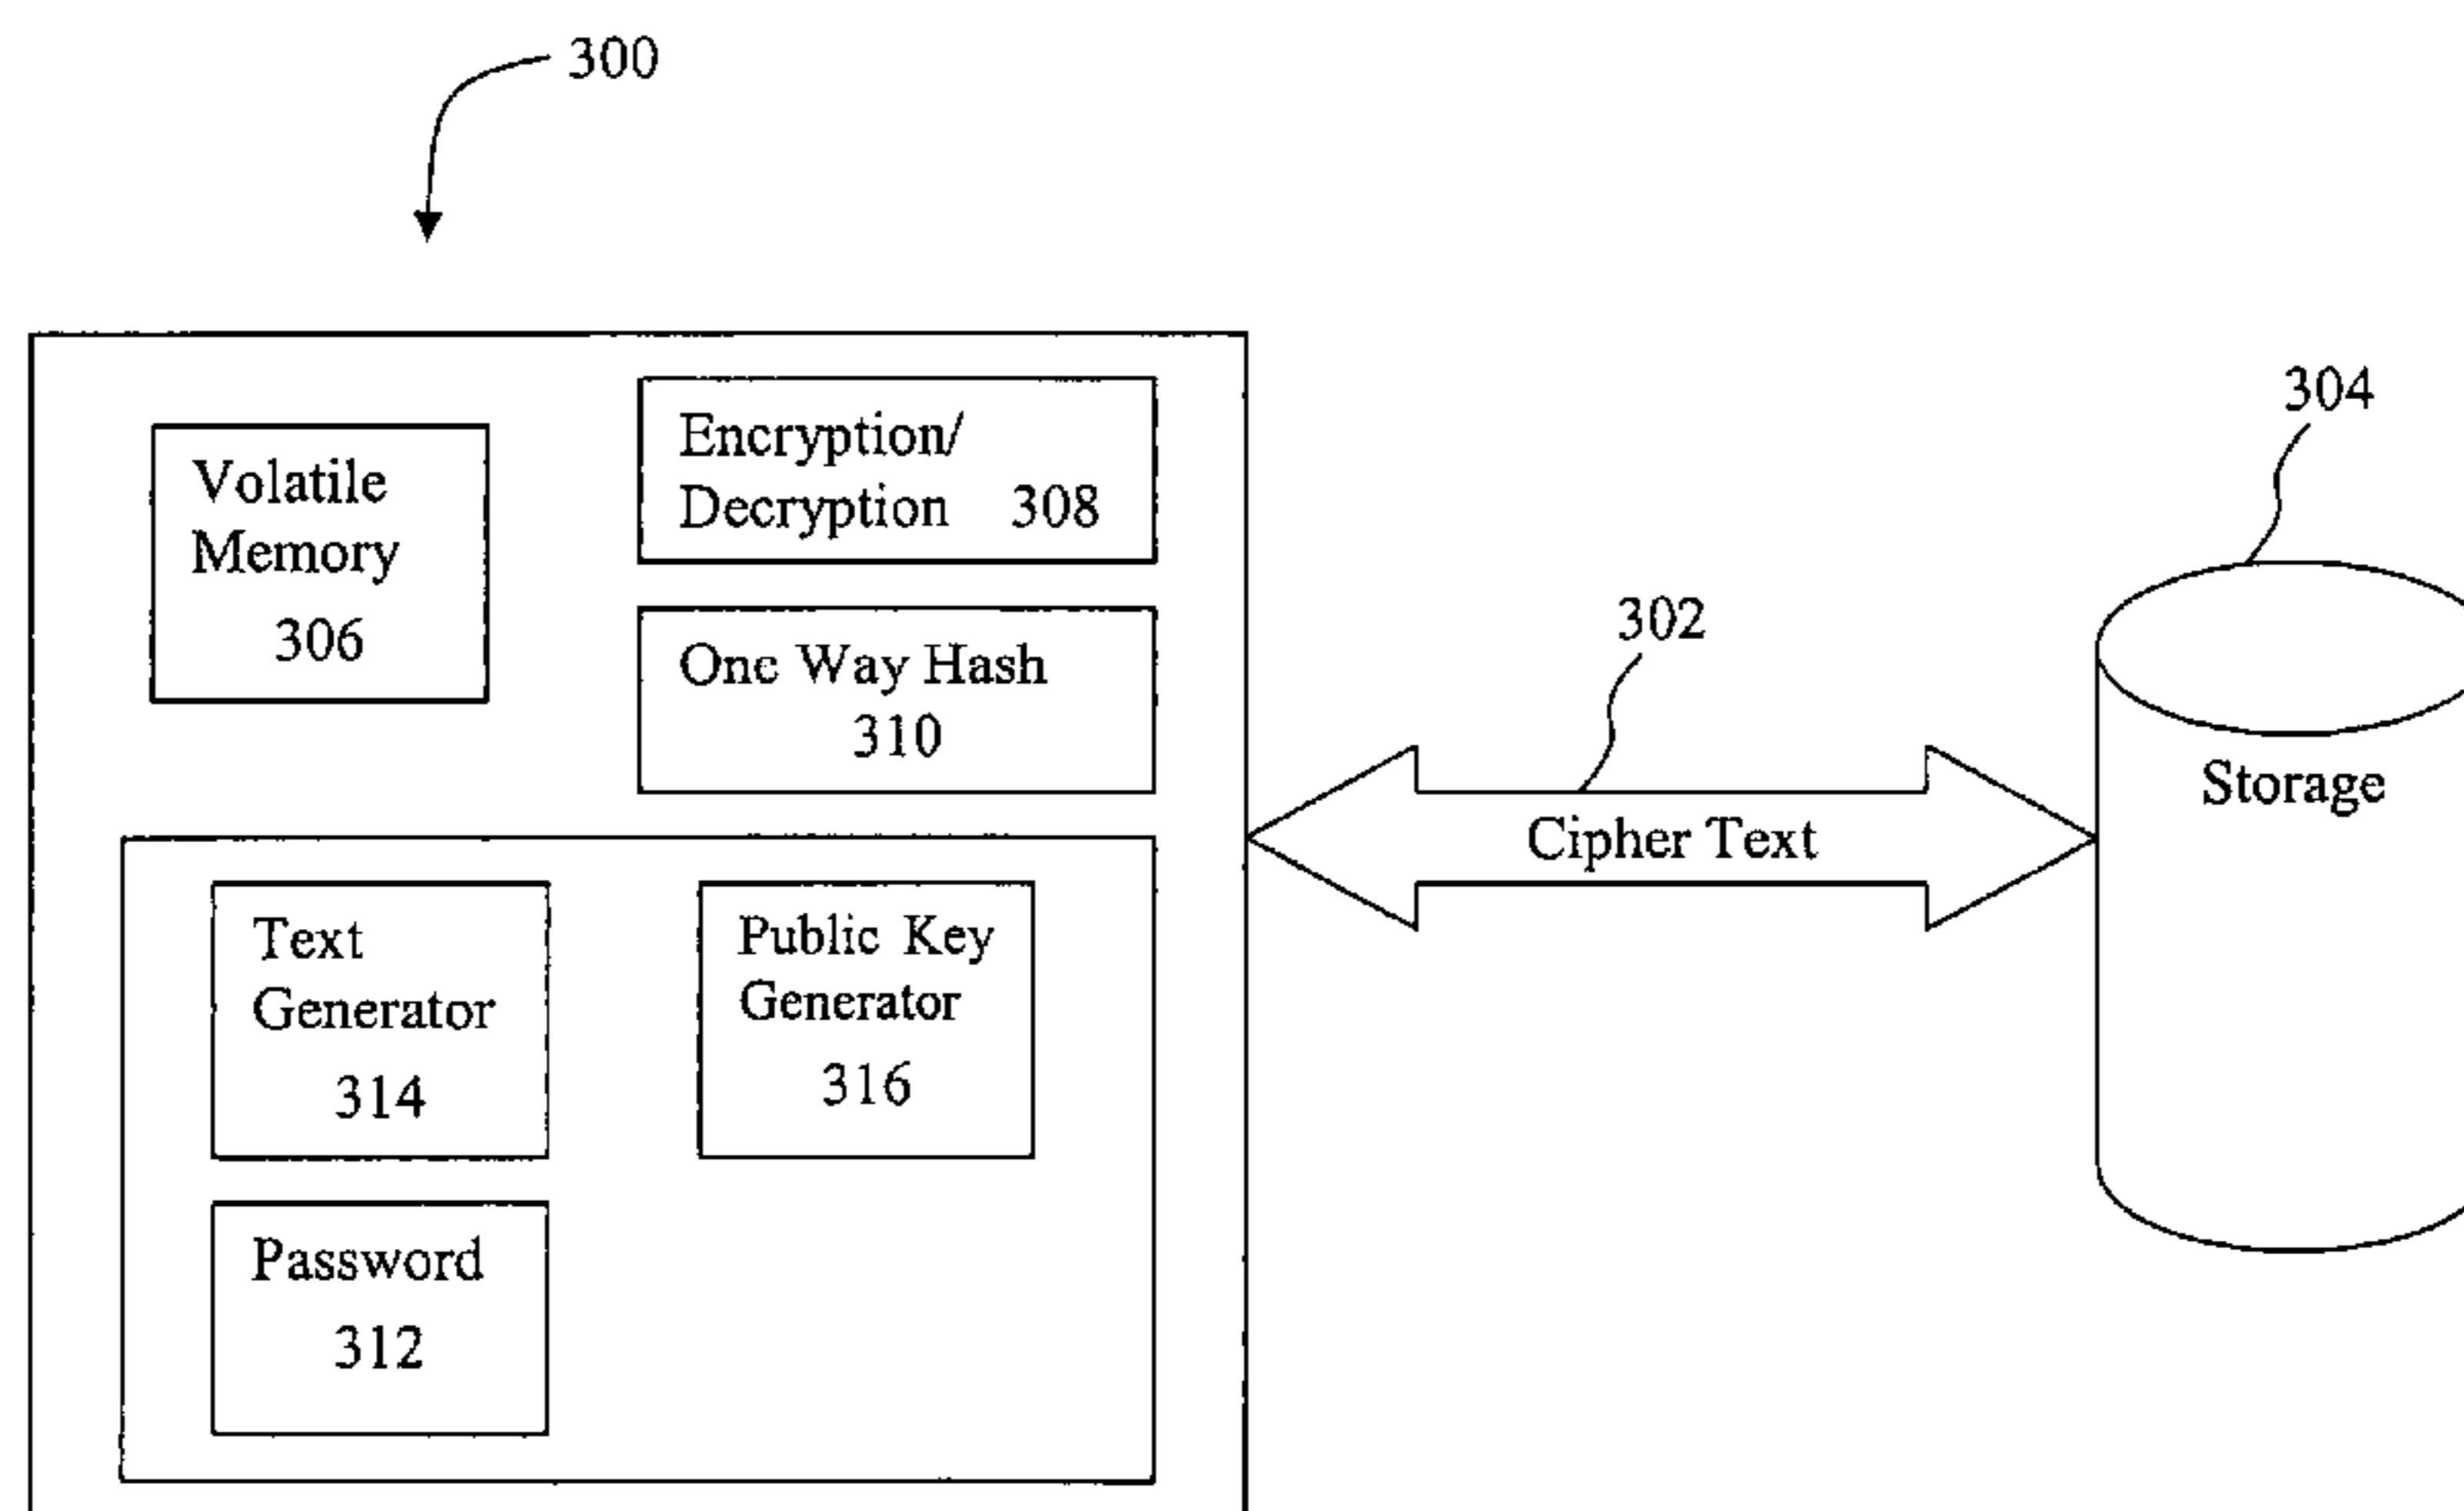 300
Volatile
Memory
306
Encryption/
Decryption 308
One Way Hash
310
304
302
Cipher Text
Storage
Text
Generator
314
Public Key
Generator
316
Password
312